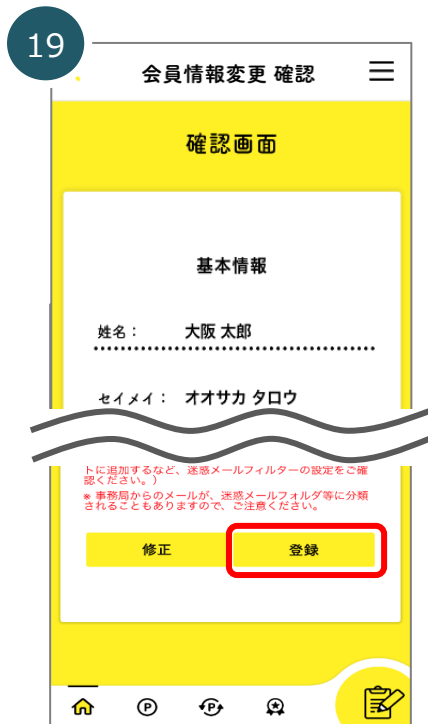 19
会員情報変更 確認
確認画面
基本情報
姓名： 大阪 太郎
セイメイ： オオサカ タロウ
トに追加するなど、迷惑メールフィルターの設定をご確
認ください。）
※ 事務局からのメールが、迷惑メールフォルダ等に分類
されることもありますので、ご注意ください。
修正 登録
P P